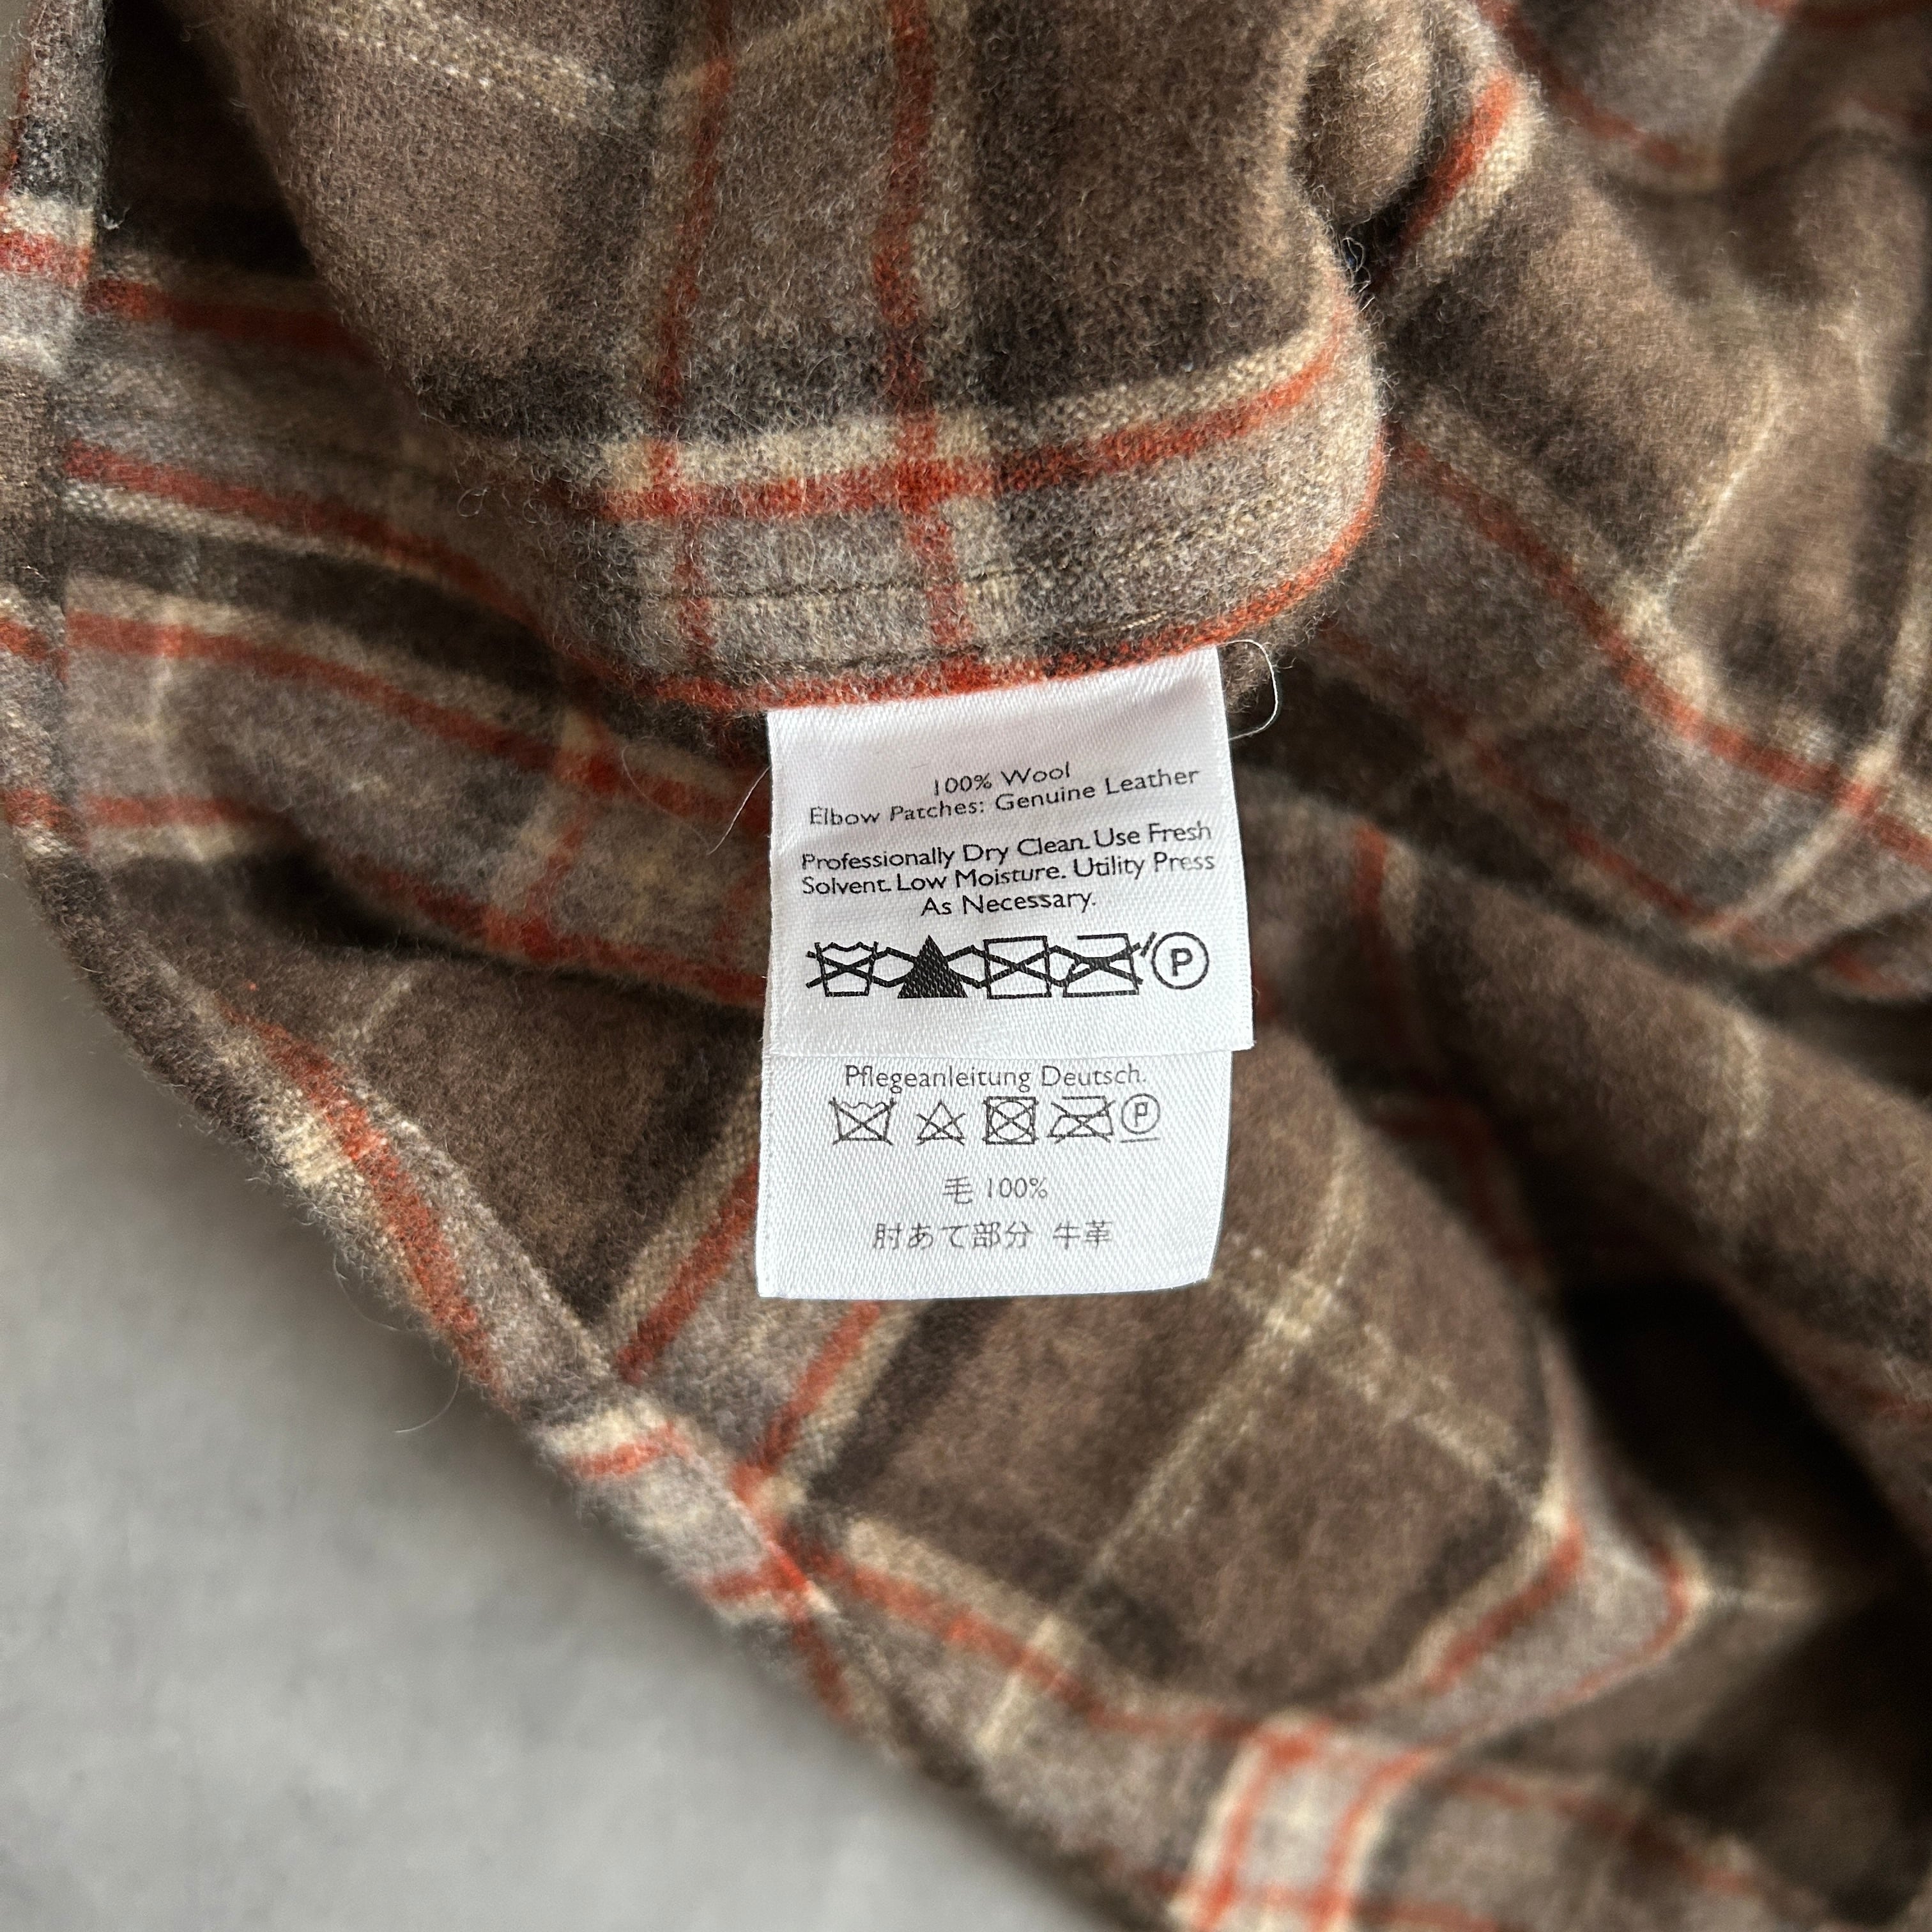 100% Wool
Elbow Patches: Genuine Leather
Professionally Dry Clean. Use Fresh
Solvent. Low Moisture. Utility Press
As Necessary.
P
Pflegeanleitung Deutsch.
P
毛 100%
肘あて部分 牛革